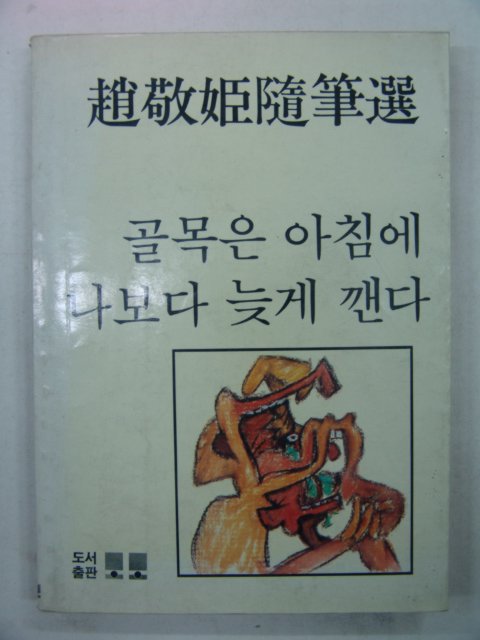 趙敬姬隨筆選
골목은 아침에
나보다 늦게 깬다
도서
출판